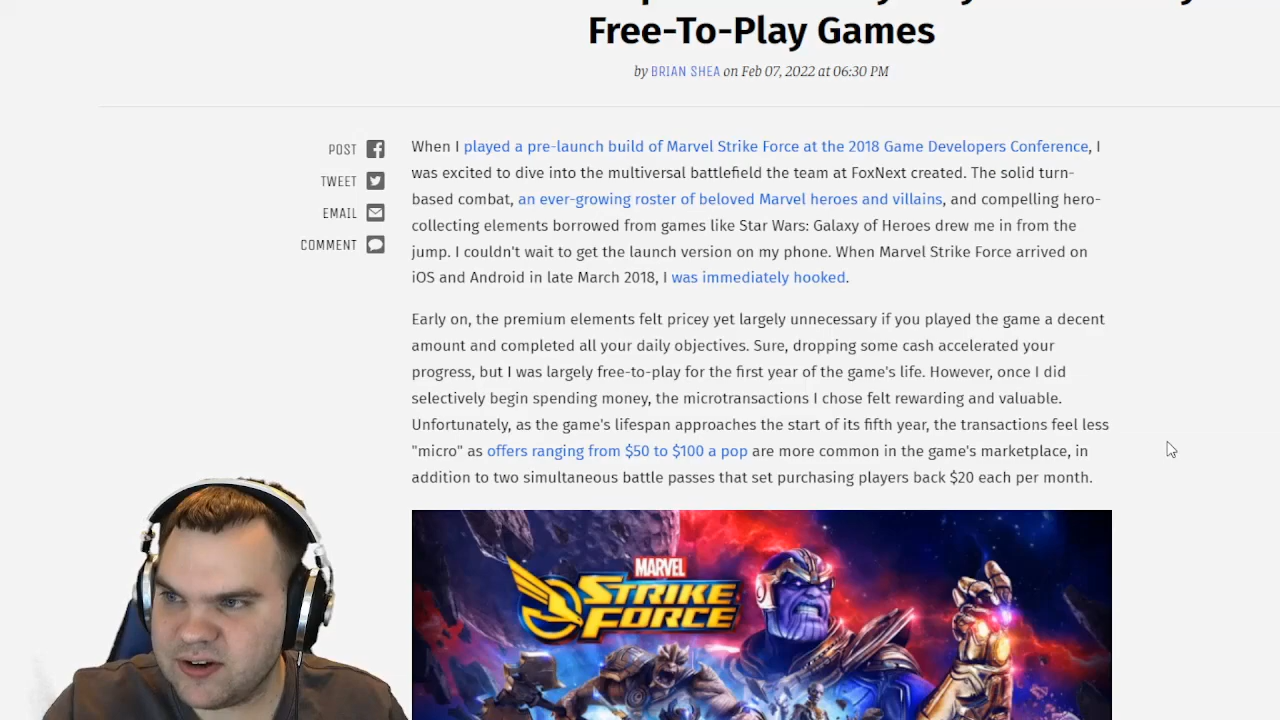 Free-To-Play Games
by BRIAN SHEA on Feb 07, 2022 at 06:30 PM
POST
TWEET
EMAIL
COMMENT
When I played a pre-launch build of Marvel Strike Force at the 2018 Game Developers Conference, I
was excited to dive into the multiversal battlefield the team at FoxNext created. The solid turn-
based combat, an ever-growing roster of beloved Marvel heroes and villains, and compelling hero-
collecting elements borrowed from games like Star Wars: Galaxy of Heroes drew me in from the
jump. I couldn't wait to get the launch version on my phone. When Marvel Strike Force arrived on
iOS and Android in late March 2018, I was immediately hooked.
Early on, the premium elements felt pricey yet largely unnecessary if you played the game a decent
amount and completed all your daily objectives. Sure, dropping some cash accelerated your
progress, but I was largely free-to-play for the first year of the game's life. However, once I did
selectively begin spending money, the microtransactions I chose felt rewarding and valuable.
Unfortunately, as the game's lifespan approaches the start of its fifth year, the transactions feel less
"micro" as offers ranging from $50 to $100 a pop are more common in the game's marketplace, in
addition to two simultaneous battle passes that set purchasing players back $20 each per month.
MARVEL
STRIKE
FORCE